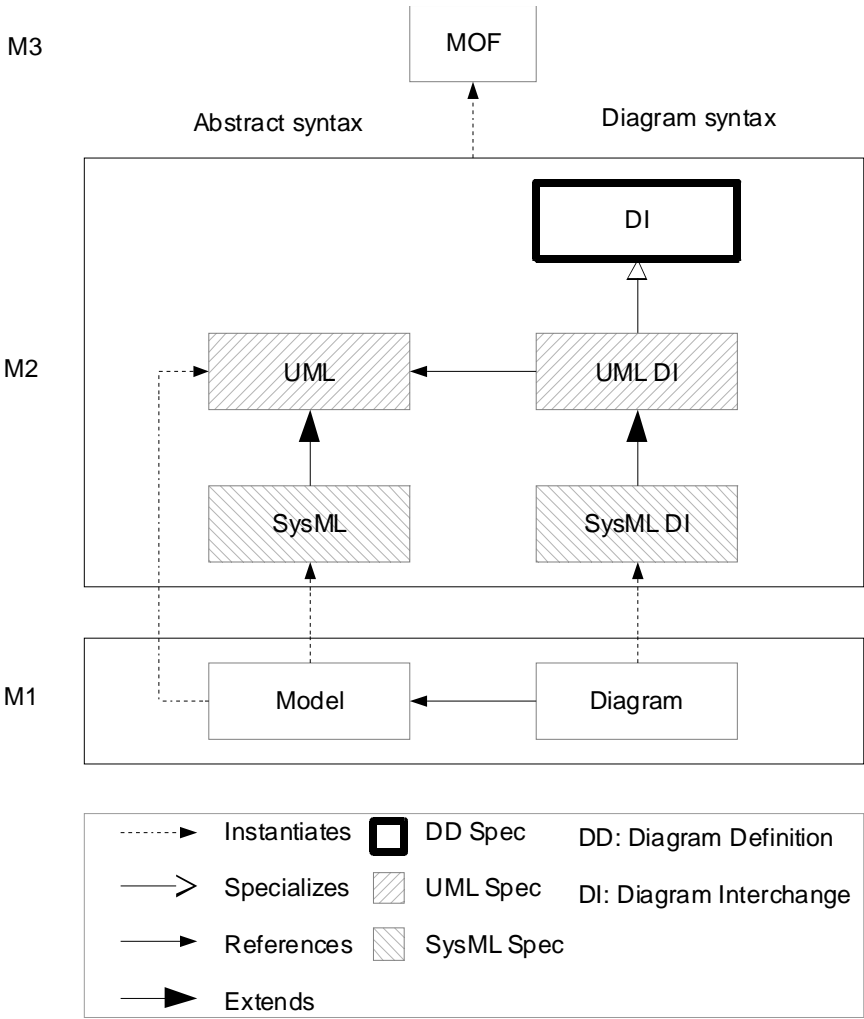 M3
MOF
Abstract syntax
Diagram syntax
DI
M2
UML
UML DI
SysML
SysML DI
M1
Model
Diagram
Instantiates
DD Spec
DD: Diagram Definition
Specializes
UML Spec
DI: Diagram Interchange
References
SysML Spec
Extends